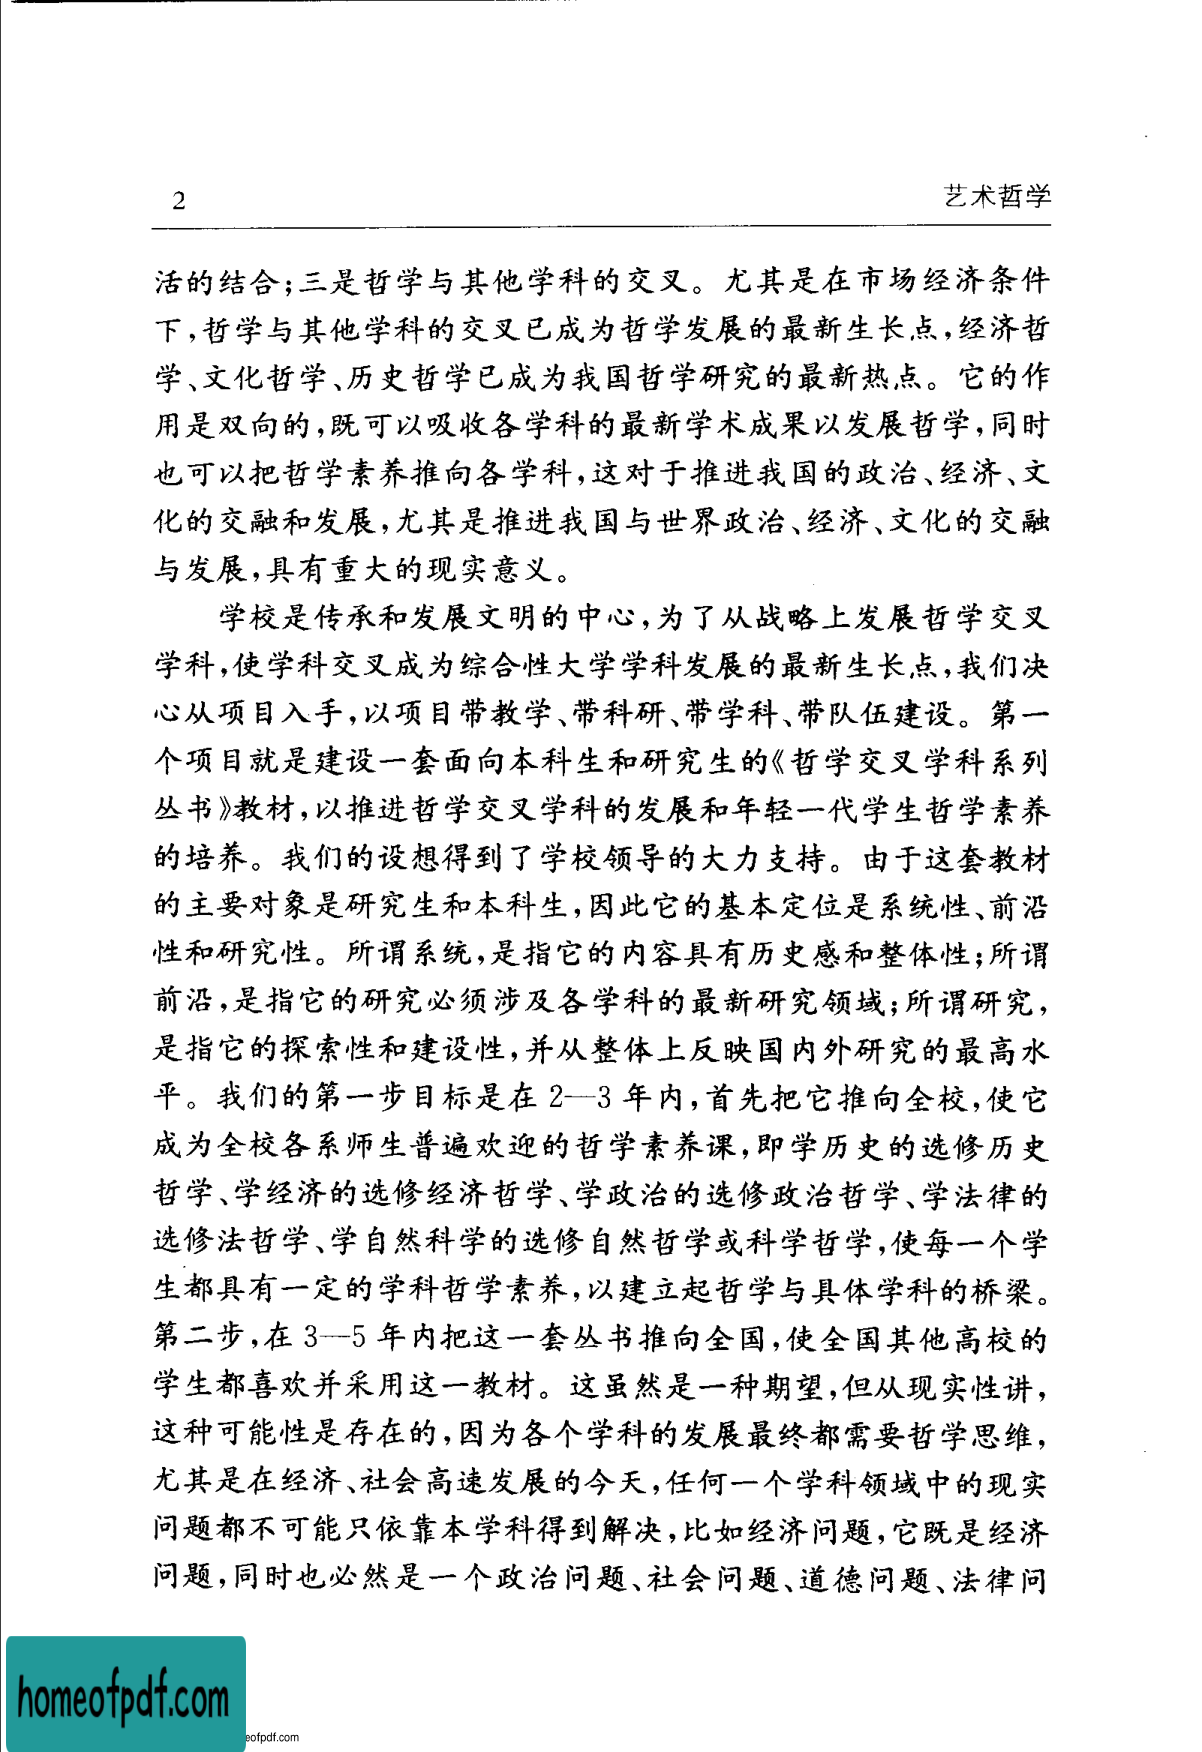 2
艺术哲学
活的结合;三是哲学与其他学科的交叉。尤其是在市场经济条件
下,哲学与其他学科的交叉已成为哲学发展的最新生长点,经济哲
学、文化哲学、历史哲学已成为我国哲学研究的最新热点。它的作
用是双向的,既可以吸收各学科的最新学术成果以发展哲学,同时
也可以把哲学素养推向各学科,这对于推进我国的政治、经济、文
化的交融和发展,尤其是推进我国与世界政治、经济、文化的交融
与发展,具有重大的现实意义。
学校是传承和发展文明的中心,为了从战略上发展哲学交叉
学科,使学科交叉成为综合性大学学科发展的最新生长点,我们决
心从项目入手,以项目带教学、带科研、带学科、带队伍建设。第一
个项目就是建设一套面向本科生和研究生的《哲学交叉学科系列
丛书》教材,以推进哲学交叉学科的发展和年轻一代学生哲学素养
的培养。我们的设想得到了学校领导的大力支持。由于这套教材
的主要对象是研究生和本科生,因此它的基本定位是系统性、前沿
性和研究性。所谓系统,是指它的内容具有历史感和整体性;所谓
前沿,是指它的研究必须涉及各学科的最新研究领域;所谓研究,
是指它的探索性和建设性,并从整体上反映国内外研究的最高水
平。我们的第一步目标是在 2—3 年内,首先把它推向全校,使它
成为全校各系师生普遍欢迎的哲学素养课,即学历史的选修历史
哲学、学经济的选修经济哲学、学政治的选修政治哲学、学法律的
选修法哲学、学自然科学的选修自然哲学或科学哲学,使每一个学
生都具有一定的学科哲学素养,以建立起哲学与具体学科的桥梁。
第二步,在 3—5 年内把这一套丛书推向全国,使全国其他高校的
学生都喜欢并采用这一教材。这虽然是一种期望,但从现实性讲,
这种可能性是存在的,因为各个学科的发展最终都需要哲学思维,
尤其是在经济、社会高速发展的今天,任何一个学科领域中的现实
问题都不可能只依靠本学科得到解决,比如经济问题,它既是经济
问题,同时也必然是一个政治问题、社会问题、道德问题、法律问
homeofpdf.com
eofpdf.com